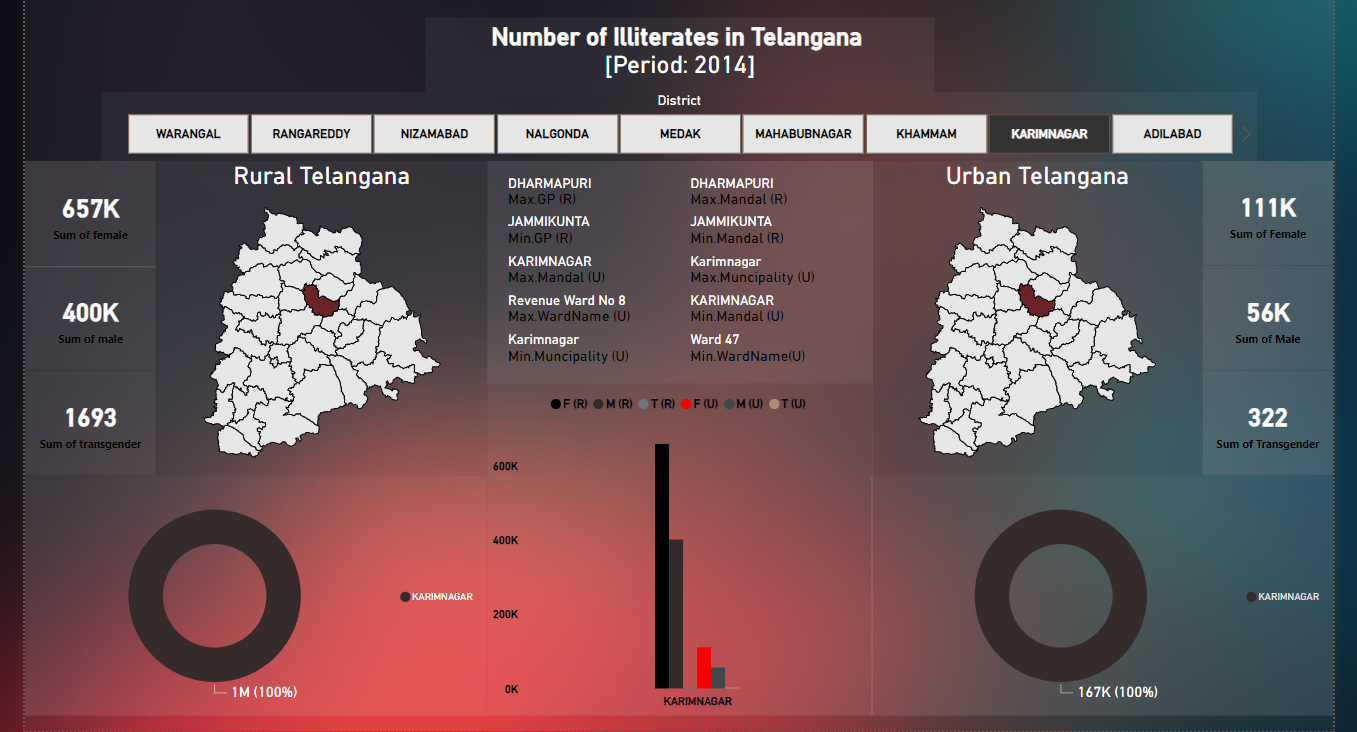 Number of Illiterates in Telangana
[Period: 2014]
District
WARANGAL
RANGAREDDY
NIZAMABAD
NALGONDA
MEDAK
MAHABUBNAGAR
KHAMMAM
KARIMNAGAR
ADILABAD
657K
Sum of female
400K
Sum of male
1693
Sum of transgender
Rural Telangana
DHARMAPURI
Max.GP (R)
DHARMAPURI
Max.Mandal (R)
JAMMIKUNTA
Min.GP (R)
JAMMIKUNTA
Min.Mandal (R)
KARIMNAGAR
Max.Mandal (U)
Karimnagar
Max.Muncipality (U)
Revenue Ward No 8
Max.WardName (U)
KARIMNAGAR
Min.Mandal (U)
Karimnagar
Min.Muncipality (U)
Ward 47
Min.WardName(U)
Urban Telangana
111K
Sum of Female
56K
Sum of Male
322
Sum of Transgender
KARIMNAGAR
1M (100%)
F (R) M (R) T (R) F (U) M (U) T (U)
600K
400K
200K
0K
KARIMNAGAR
KARIMNAGAR
167K (100%)